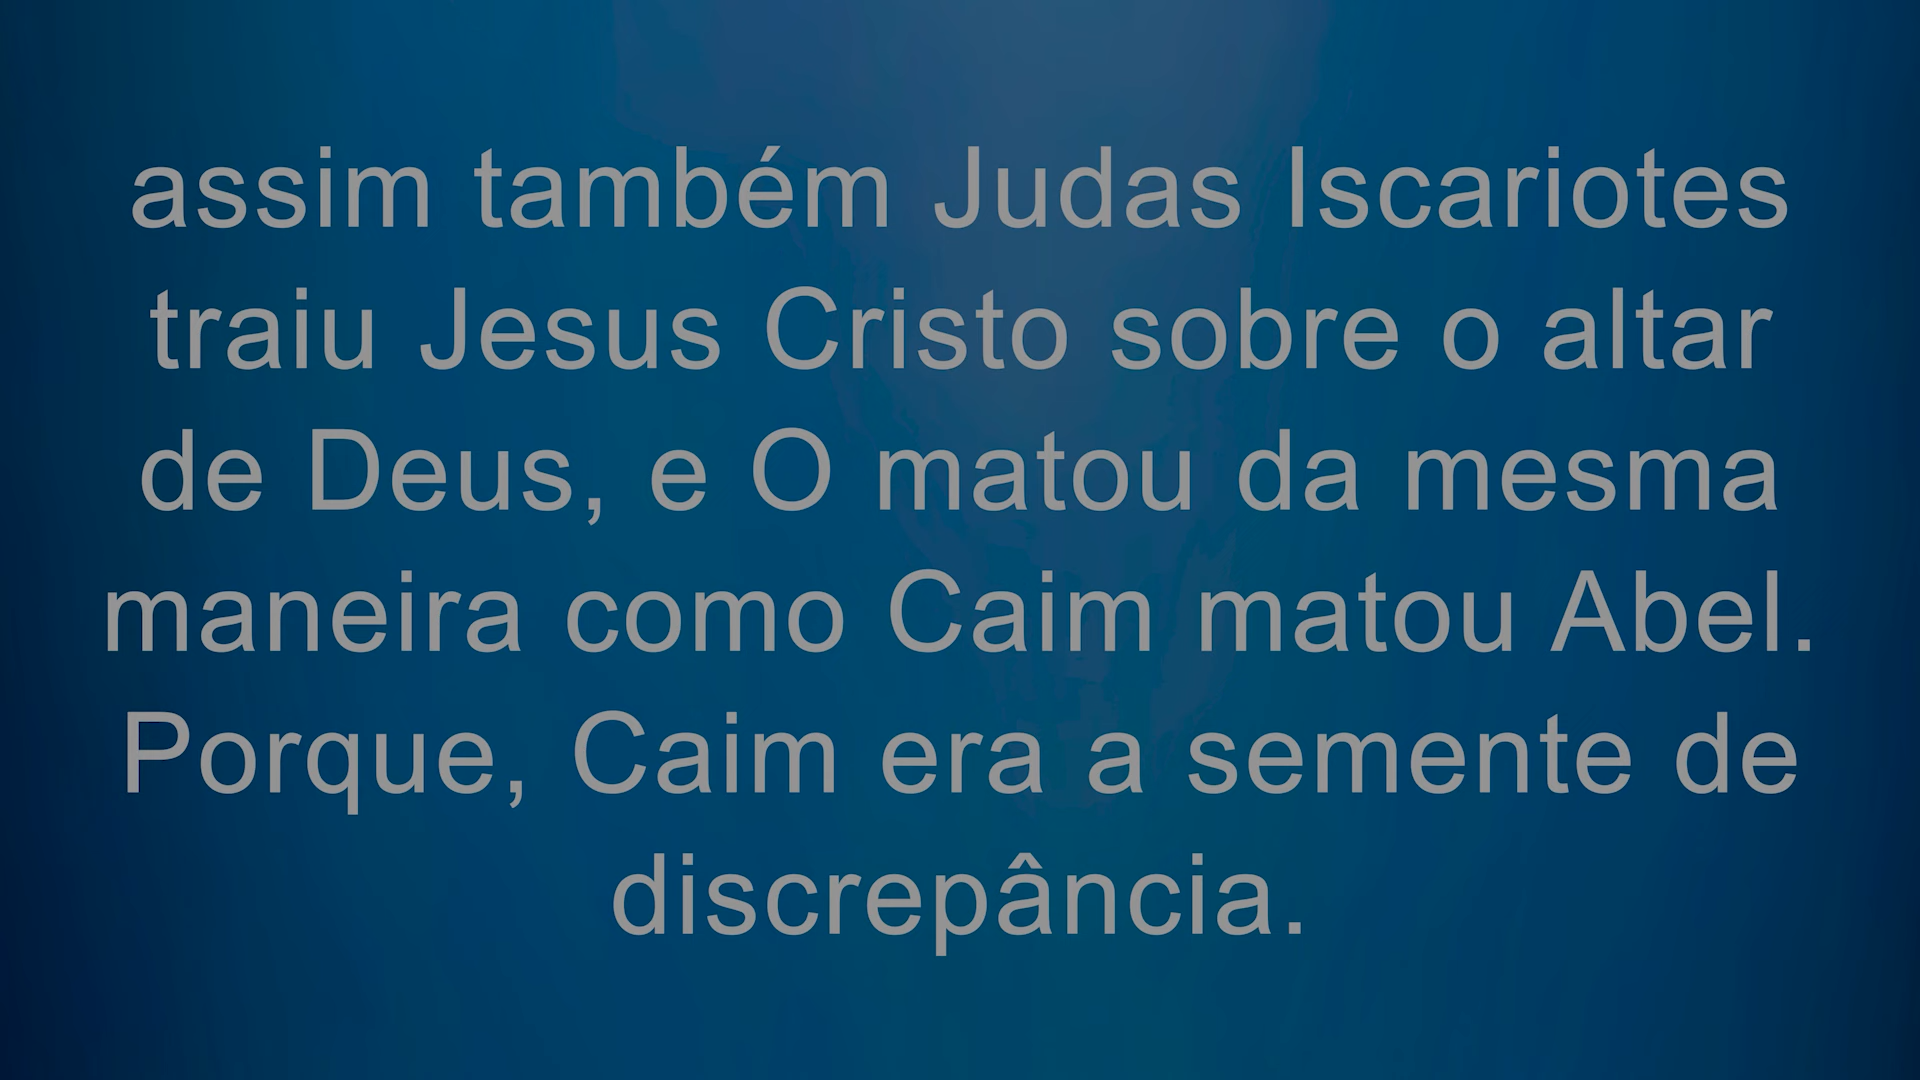 assim também Judas Iscariotes
traiu Jesus Cristo sobre o altar
de Deus, e O matou da mesma
maneira como Caim matou Abel.
Porque, Caim era a semente de
discrepância.